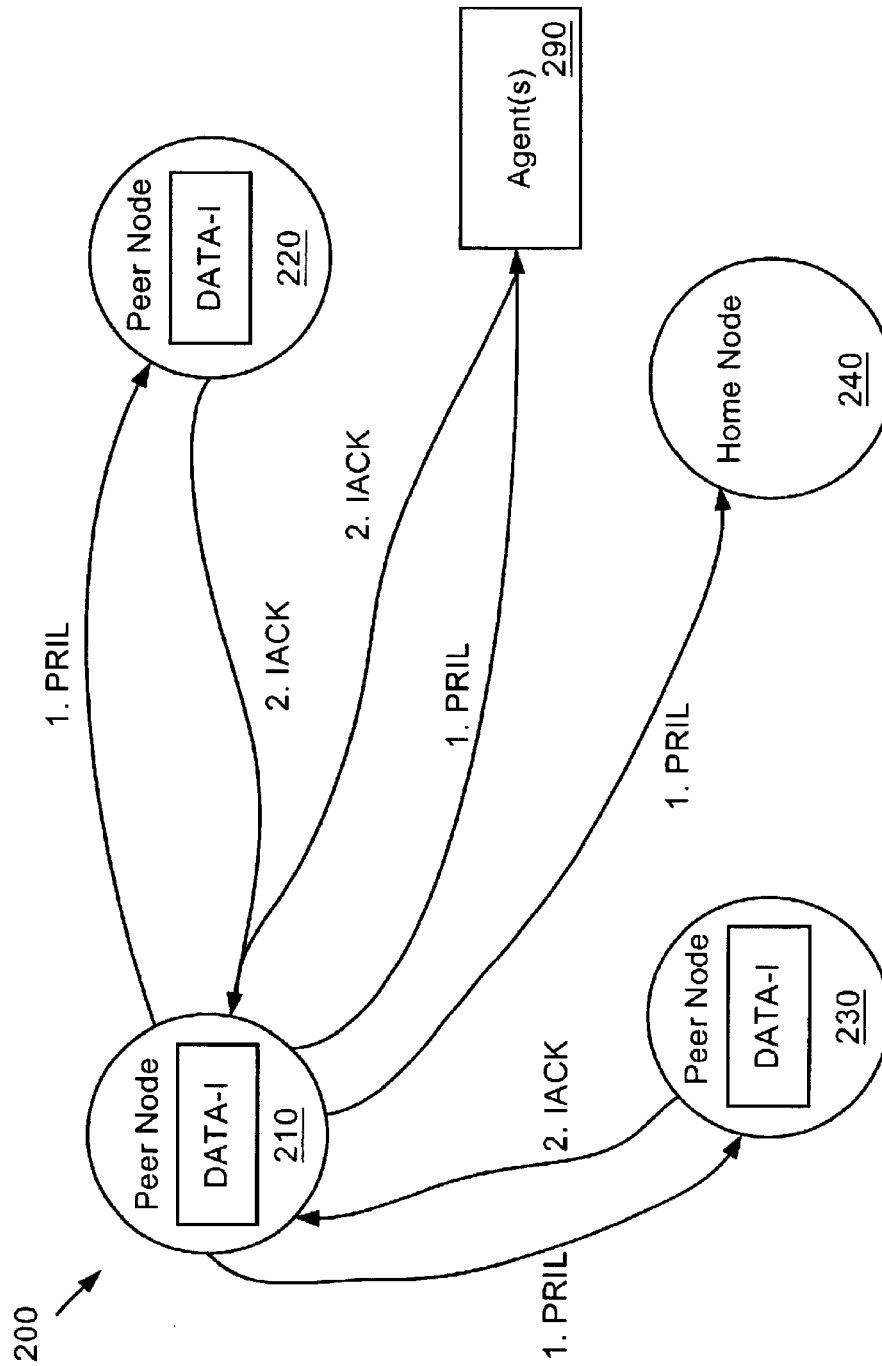 200
Peer Node
DATA-I
210
1. PRIL
2. IACK
Peer Node
DATA-I
220
2. IACK
1. PRIL
Agent(s)
290
1. PRIL
Home Node
240
1. PRIL
2. IACK
Peer Node
DATA-I
230